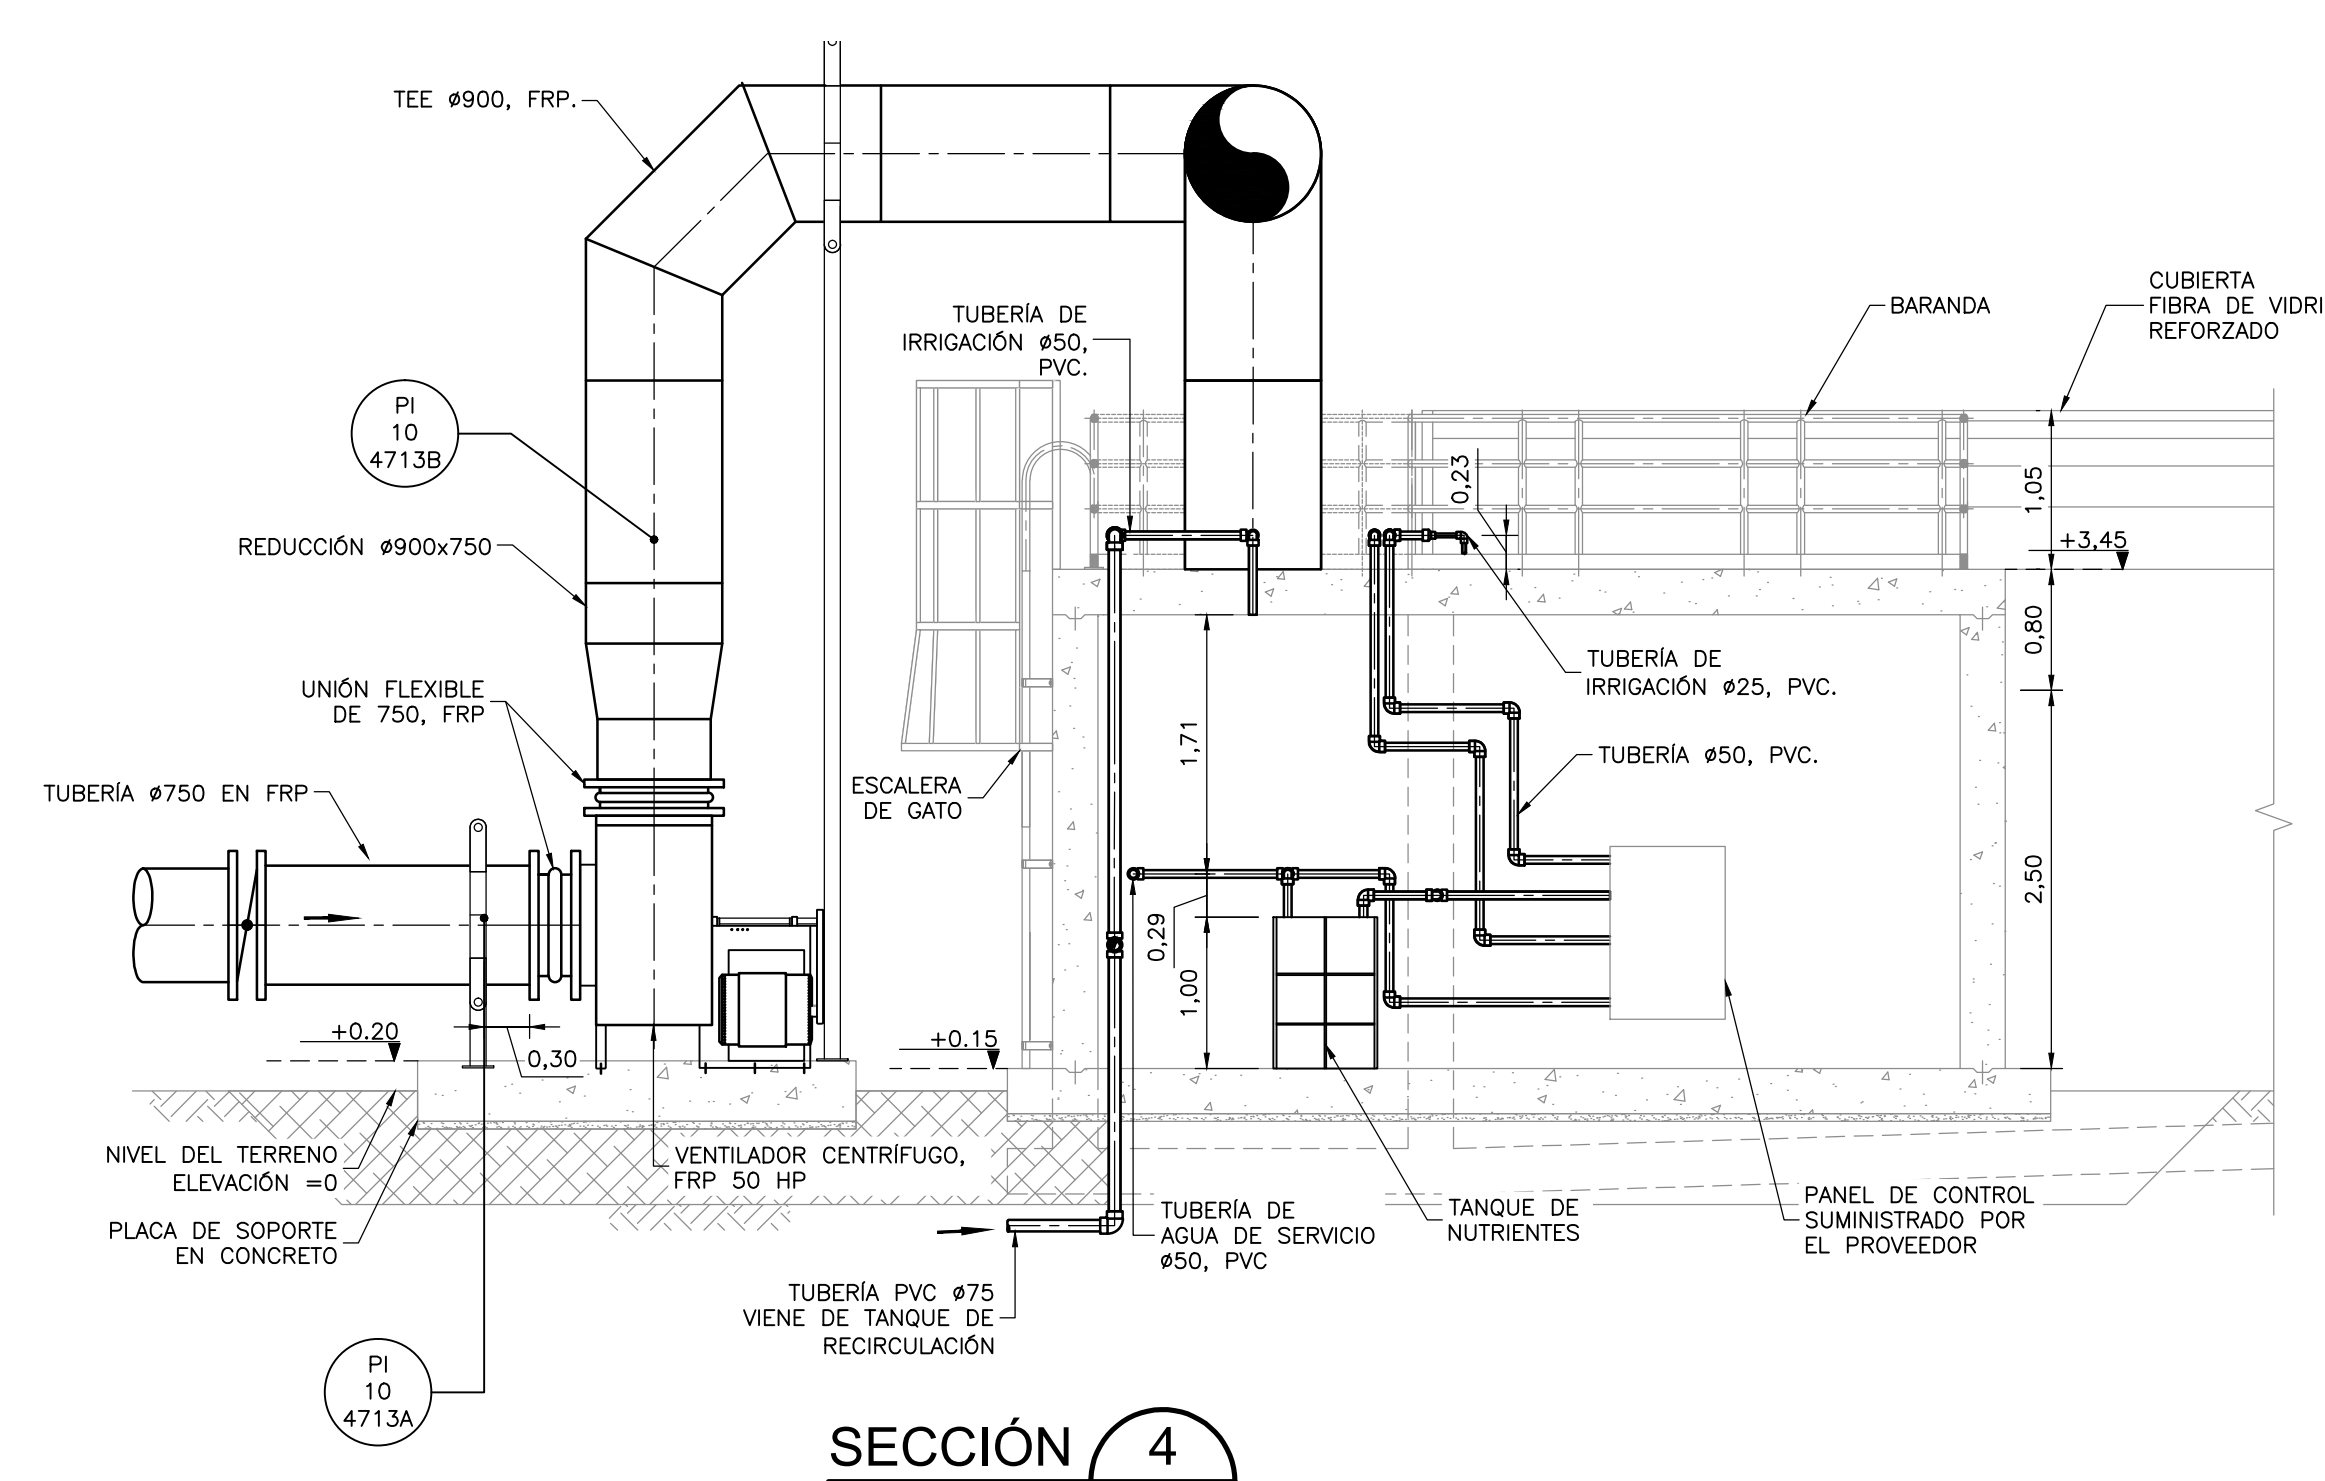 TEE ø900, FRP.
CUBIERTA
FIBRA DE VIDRI
REFORZADO
BARANDA
TUBERÍA DE
IRRIGACIÓN ø50,
PVC.
PI
10
4713B
0,23
1,05
REDUCCIÓN ø900x750
+3,45
0,80
TUBERÍA DE
IRRIGACIÓN ø25, PVC.
UNIÓN FLEXIBLE
DE 750, FRP
1,71
TUBERÍA ø50, PVC.
ESCALERA
DE GATO
TUBERÍA ø750 EN FRP
2,50
0,29
1,00
+0.20
0,30
+0.15
NIVEL DEL TERRENO
ELEVACIÓN =0
VENTILADOR CENTRÍFUGO,
FRP 50 HP
PLACA DE SOPORTE
EN CONCRETO
TUBERÍA DE
AGUA DE SERVICIO
ø50, PVC
TANQUE DE
NUTRIENTES
PANEL DE CONTROL
SUMINISTRADO POR
EL PROVEEDOR
TUBERÍA PVC ø75
VIENE DE TANQUE DE
RECIRCULACIÓN
PI
10
4713A
SECCIÓN 4